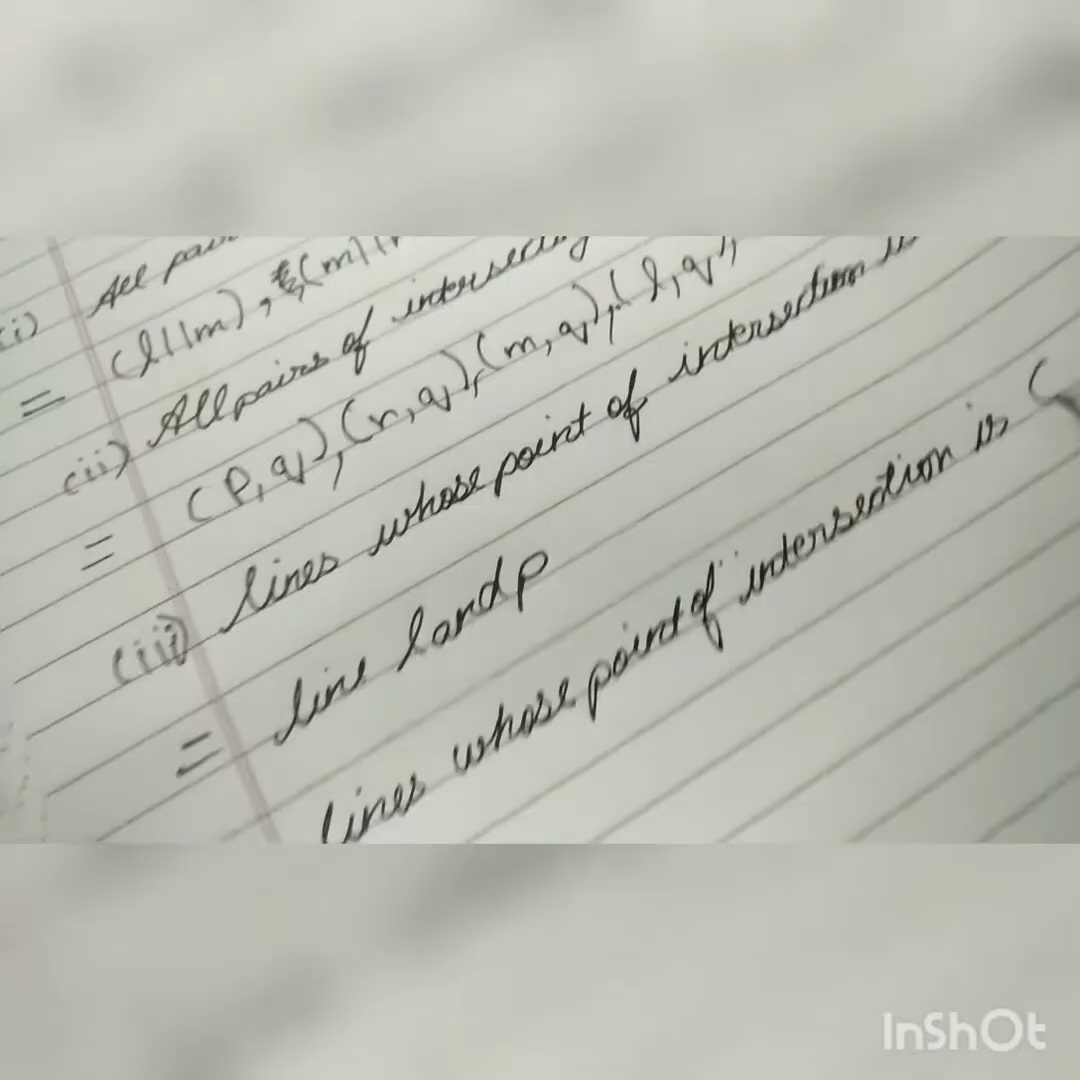 (i) All
= (l||m), (m||
(ii) All pairs of intersecting
= (p,q), (n,q), (m,q), (l,q),
(iii) lines whose point of intersection is
= line l and p
lines whose point of intersection is (
InShOt